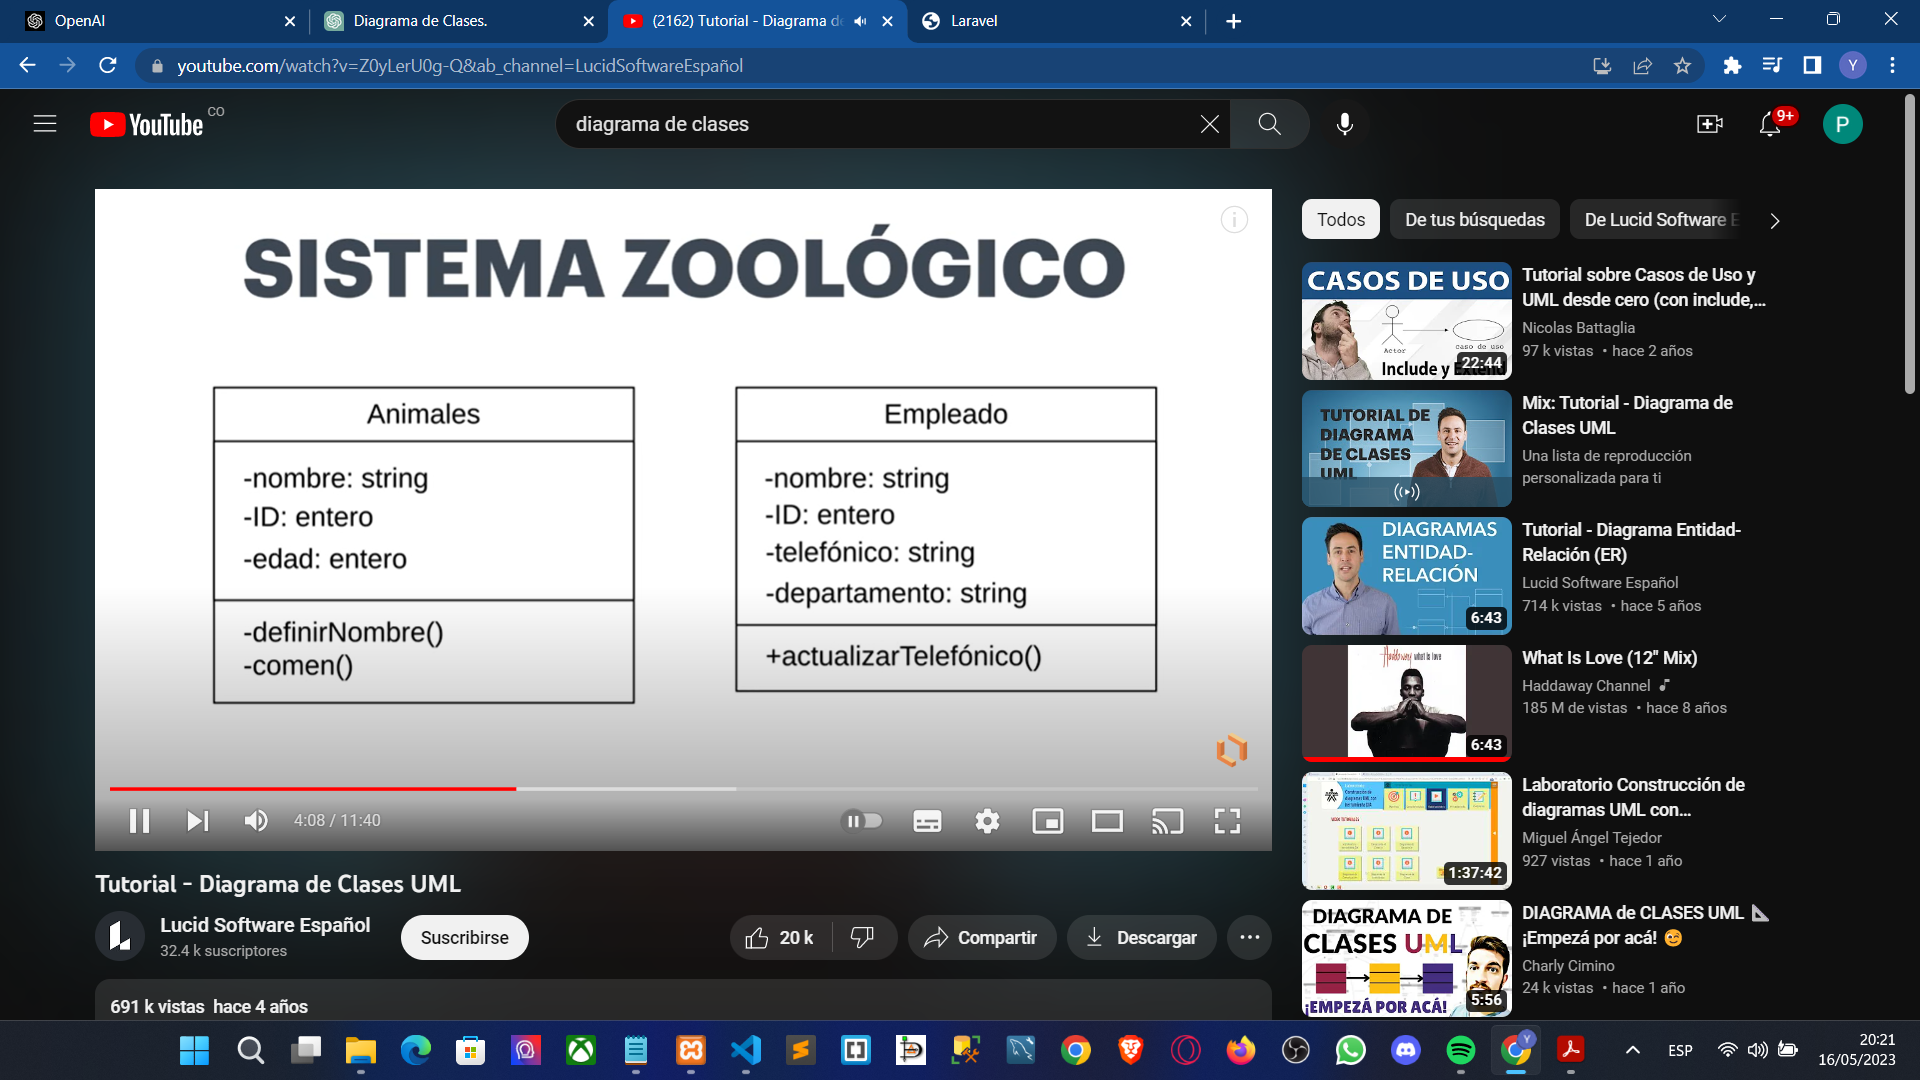 OpenAI
Diagrama de Clases.
(2162) Tutorial - Diagrama de
Laravel
youtube.com/watch?v=Z0yLerU0g-Q&ab_channel=LucidSoftwareEspañol
Y
YouTube CO
diagrama de clases
9+
P
SISTEMA ZOOLÓGICO
Animales
-nombre: string
-ID: entero
-edad: entero
-definirNombre()
-comen()
Empleado
-nombre: string
-ID: entero
-telefónico: string
-departamento: string
+actualizarTelefónico()
4:08 / 11:40
Tutorial - Diagrama de Clases UML
Lucid Software Español
32.4 k suscriptores
Suscribirse
20 k
Compartir
Descargar
691 k vistas hace 4 años
Todos
De tus búsquedas
De Lucid Software E
CASOS DE USO
Actor
caso de uso
Include y Extend
22:44
Tutorial sobre Casos de Uso y
UML desde cero (con include,...
Nicolas Battaglia
97 k vistas • hace 2 años
TUTORIAL DE
DIAGRAMA
DE CLASES
UML
Mix: Tutorial - Diagrama de
Clases UML
Una lista de reproducción
personalizada para ti
DIAGRAMAS
ENTIDAD-
RELACIÓN
6:43
Tutorial - Diagrama Entidad-
Relación (ER)
Lucid Software Español
714 k vistas • hace 5 años
Haddaway what is love
6:43
What Is Love (12" Mix)
Haddaway Channel
185 M de vistas • hace 8 años
1:37:42
Laboratorio Construcción de
diagramas UML con...
Miguel Ángel Tejedor
927 vistas • hace 1 año
DIAGRAMA DE
CLASES UML
¡EMPEZÁ POR ACÁ!
5:56
DIAGRAMA de CLASES UML 📐
¡Empezá por acá! 😊
Charly Cimino
24 k vistas • hace 1 año
Y
ESP
20:21
16/05/2023